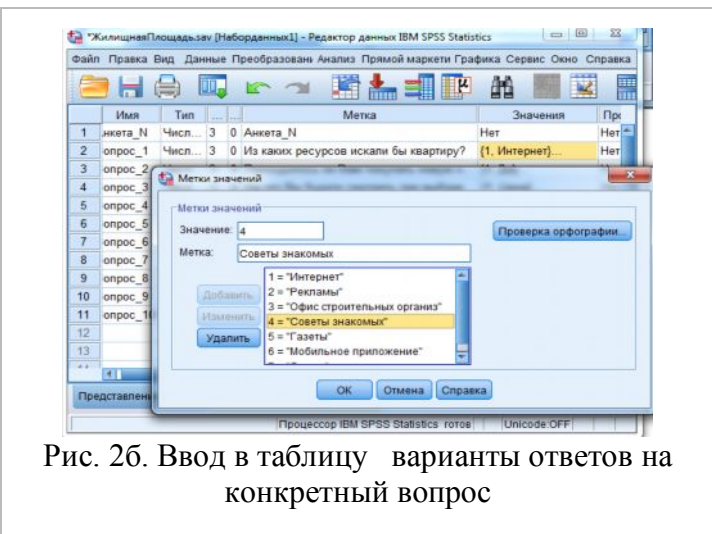 *ЖилищнаяПлощадь.sav [Наборданных1] - Редактор данных IBM SPSS Statistics
Файл Правка Вид Данные Преобразовани Анализ Прямой маркети Графика Сервис Окно Справка
Имя Тип ... ... Метка Значения Про
1 нкета_N Числ... 3 0 Анкета_N Нет Нет
2 опрос_1 Числ... 3 0 Из каких ресурсов искали бы квартиру? {1, Интернет}... Нет
3 опрос_2
4 опрос_3
5 опрос_4
6 опрос_5
7 опрос_6
8 опрос_7
9 опрос_8
10 опрос_9
11 опрос_10
12
13
Метки значений
Метки значений
Значение: 4
Проверка орфографии...
Метка: Советы знакомых
1 = "Интернет"
2 = "Рекламы"
3 = "Офис строительных организ"
4 = "Советы знакомых"
5 = "Газеты"
6 = "Мобильное приложение"
Добавить
Изменить
Удалить
ОК Отмена Справка
Представлен
Процессор IBM SPSS Statistics готов Unicode:OFF
Рис. 2б. Ввод в таблицу варианты ответов на
конкретный вопрос